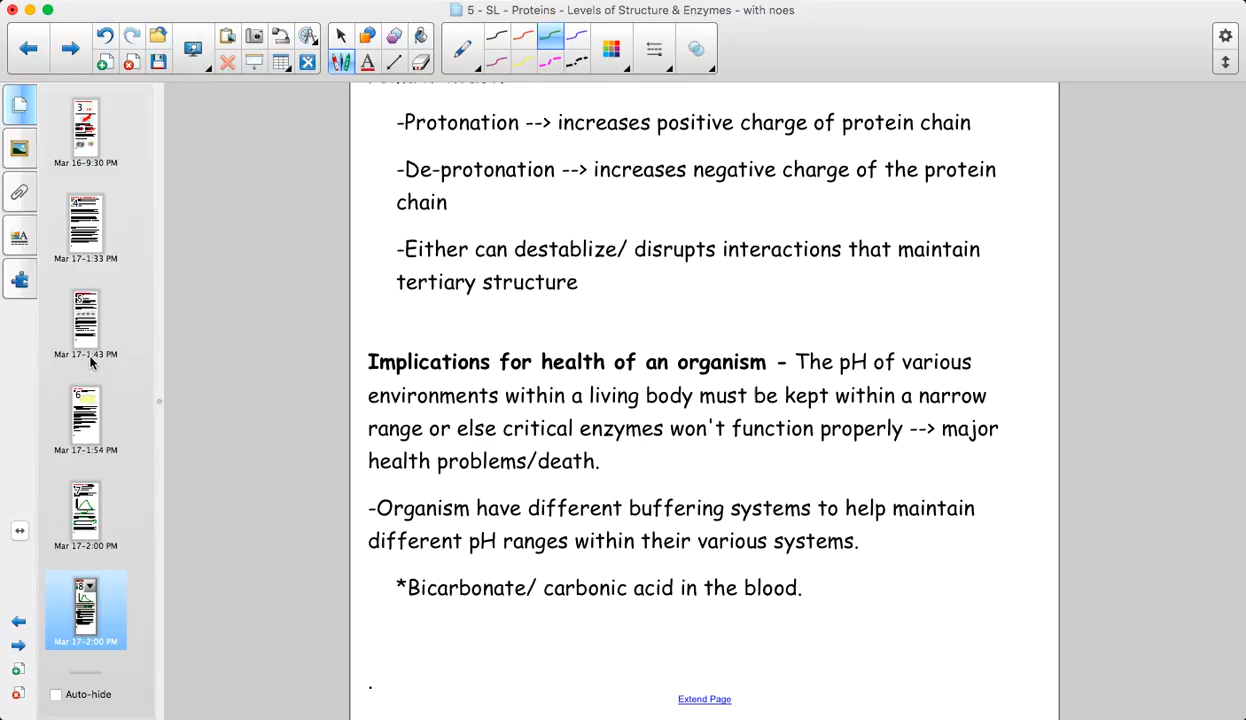 5 - SL - Proteins - Levels of Structure & Enzymes - with noes
3
Mar 16-9:30 PM
4
Mar 17-1:33 PM
5
Mar 17-1:43 PM
6
Mar 17-1:54 PM
7
Mar 17-2:00 PM
8
Mar 17-2:00 PM
Auto-hide
-Protonation --> increases positive charge of protein chain
-De-protonation --> increases negative charge of the protein
chain
-Either can destablize/ disrupts interactions that maintain
tertiary structure
Implications for health of an organism - The pH of various
environments within a living body must be kept within a narrow
range or else critical enzymes won't function properly --> major
health problems/death.
-Organism have different buffering systems to help maintain
different pH ranges within their various systems.
*Bicarbonate/ carbonic acid in the blood.
.
Extend Page